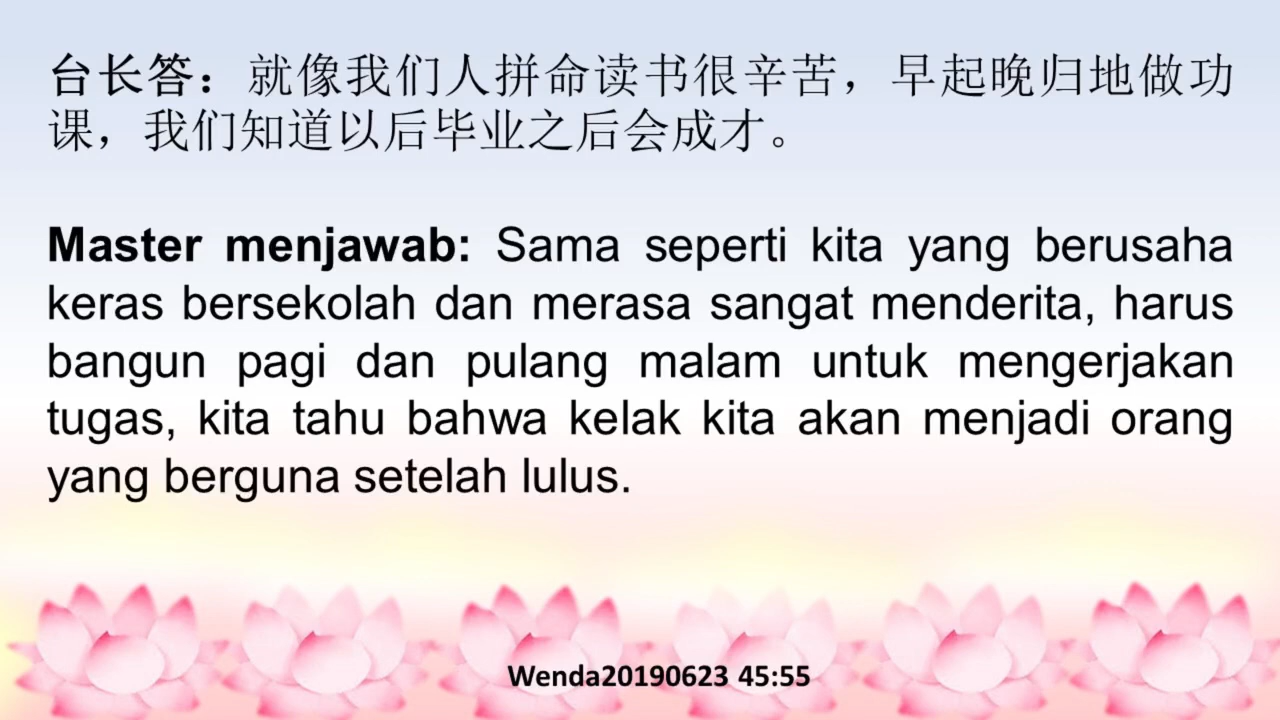 台长答：就像我们人拼命读书很辛苦，早起晚归地做功
课，我们知道以后毕业之后会成才。
Master menjawab: Sama seperti kita yang berusaha
keras bersekolah dan merasa sangat menderita, harus
bangun pagi dan pulang malam untuk mengerjakan
tugas, kita tahu bahwa kelak kita akan menjadi orang
yang berguna setelah lulus.
Wenda20190623 45:55